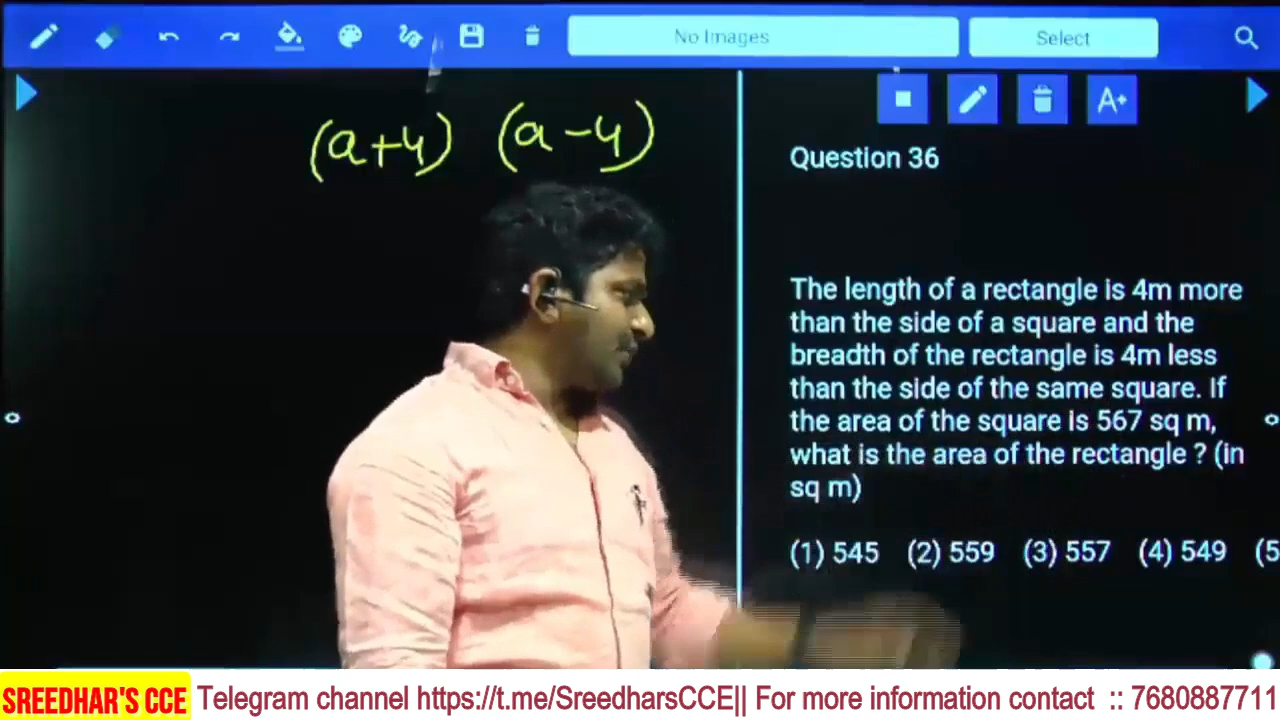 No Images
Select
A+
(a+4) (a-4)
Question 36
The length of a rectangle is 4m more
than the side of a square and the
breadth of the rectangle is 4m less
than the side of the same square. If
the area of the square is 567 sq m,
what is the area of the rectangle ? (in
sq m)
(1) 545 (2) 559 (3) 557 (4) 549 (5
SREEDHAR'S CCE Telegram channel https://t.me/SreedharsCCE|| For more information contact :: 7680887711